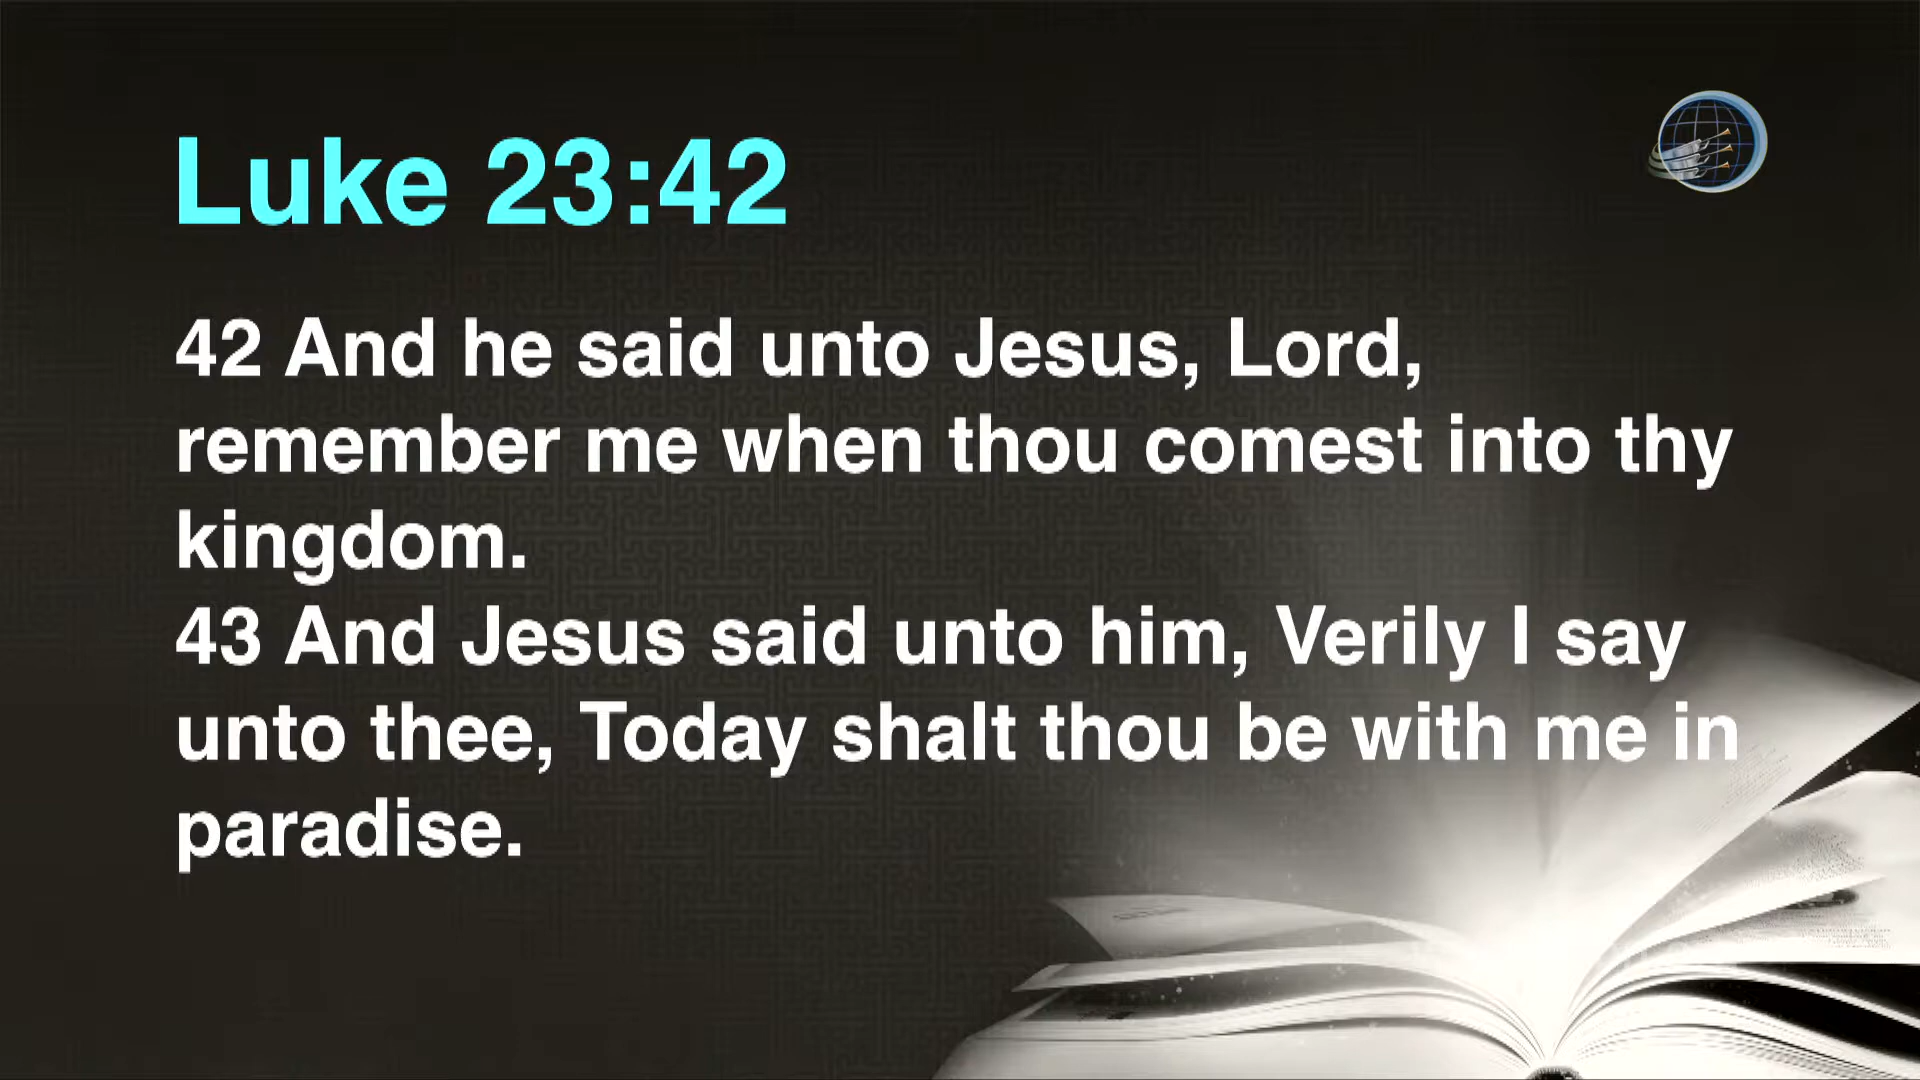 Luke 23:42
42 And he said unto Jesus, Lord,
remember me when thou comest into thy
kingdom.
43 And Jesus said unto him, Verily I say
unto thee, Today shalt thou be with me in
paradise.